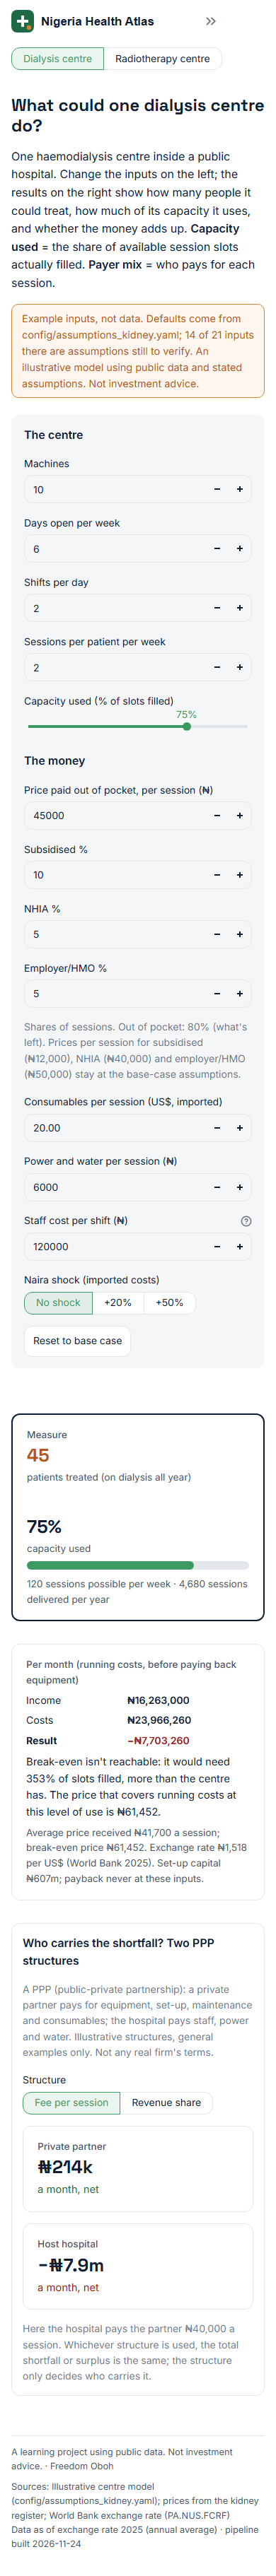 Nigeria Health Atlas
Dialysis centre
Radiotherapy centre
What could one dialysis centre
do?
One haemodialysis centre inside a public
hospital. Change the inputs on the left; the
results on the right show how many people it
could treat, how much of its capacity it uses,
and whether the money adds up. Capacity
used = the share of available session slots
actually filled. Payer mix = who pays for each
session.
Example inputs, not data. Defaults come from
config/assumptions_kidney.yaml; 14 of 21 inputs
there are assumptions still to verify. An
illustrative model using public data and stated
assumptions. Not investment advice.
The centre
Machines
10 − +
Days open per week
6 − +
Shifts per day
2 − +
Sessions per patient per week
2 − +
Capacity used (% of slots filled)
75%
The money
Price paid out of pocket, per session (₦)
45000 − +
Subsidised %
10 − +
NHIA %
5 − +
Employer/HMO %
5 − +
Shares of sessions. Out of pocket: 80% (what's
left). Prices per session for subsidised
(₦12,000), NHIA (₦40,000) and employer/HMO
(₦50,000) stay at the base-case assumptions.
Consumables per session (US$, imported)
20.00 − +
Power and water per session (₦)
6000 − +
Staff cost per shift (₦)
120000 − +
Naira shock (imported costs)
No shock +20% +50%
Reset to base case
Measure
45
patients treated (on dialysis all year)
75%
capacity used
120 sessions possible per week · 4,680 sessions
delivered per year
Per month (running costs, before paying back
equipment)
Income ₦16,263,000
Costs ₦23,966,260
Result −₦7,703,260
Break-even isn't reachable: it would need
353% of slots filled, more than the centre
has. The price that covers running costs at
this level of use is ₦61,452.
Average price received ₦41,700 a session;
break-even price ₦61,452. Exchange rate ₦1,518
per US$ (World Bank 2025). Set-up capital
₦607m; payback never at these inputs.
Who carries the shortfall? Two PPP
structures
A PPP (public-private partnership): a private
partner pays for equipment, set-up, maintenance
and consumables; the hospital pays staff, power
and water. Illustrative structures, general
examples only. Not any real firm's terms.
Structure
Fee per session Revenue share
Private partner
₦214k
a month, net
Host hospital
−₦7.9m
a month, net
Here the hospital pays the partner ₦40,000 a
session. Whichever structure is used, the total
shortfall or surplus is the same; the structure
only decides who carries it.
A learning project using public data. Not investment
advice. · Freedom Oboh
Sources: Illustrative centre model
(config/assumptions_kidney.yaml); prices from the kidney
register; World Bank exchange rate (PA.NUS.FCRF)
Data as of exchange rate 2025 (annual average) · pipeline
built 2026-11-24